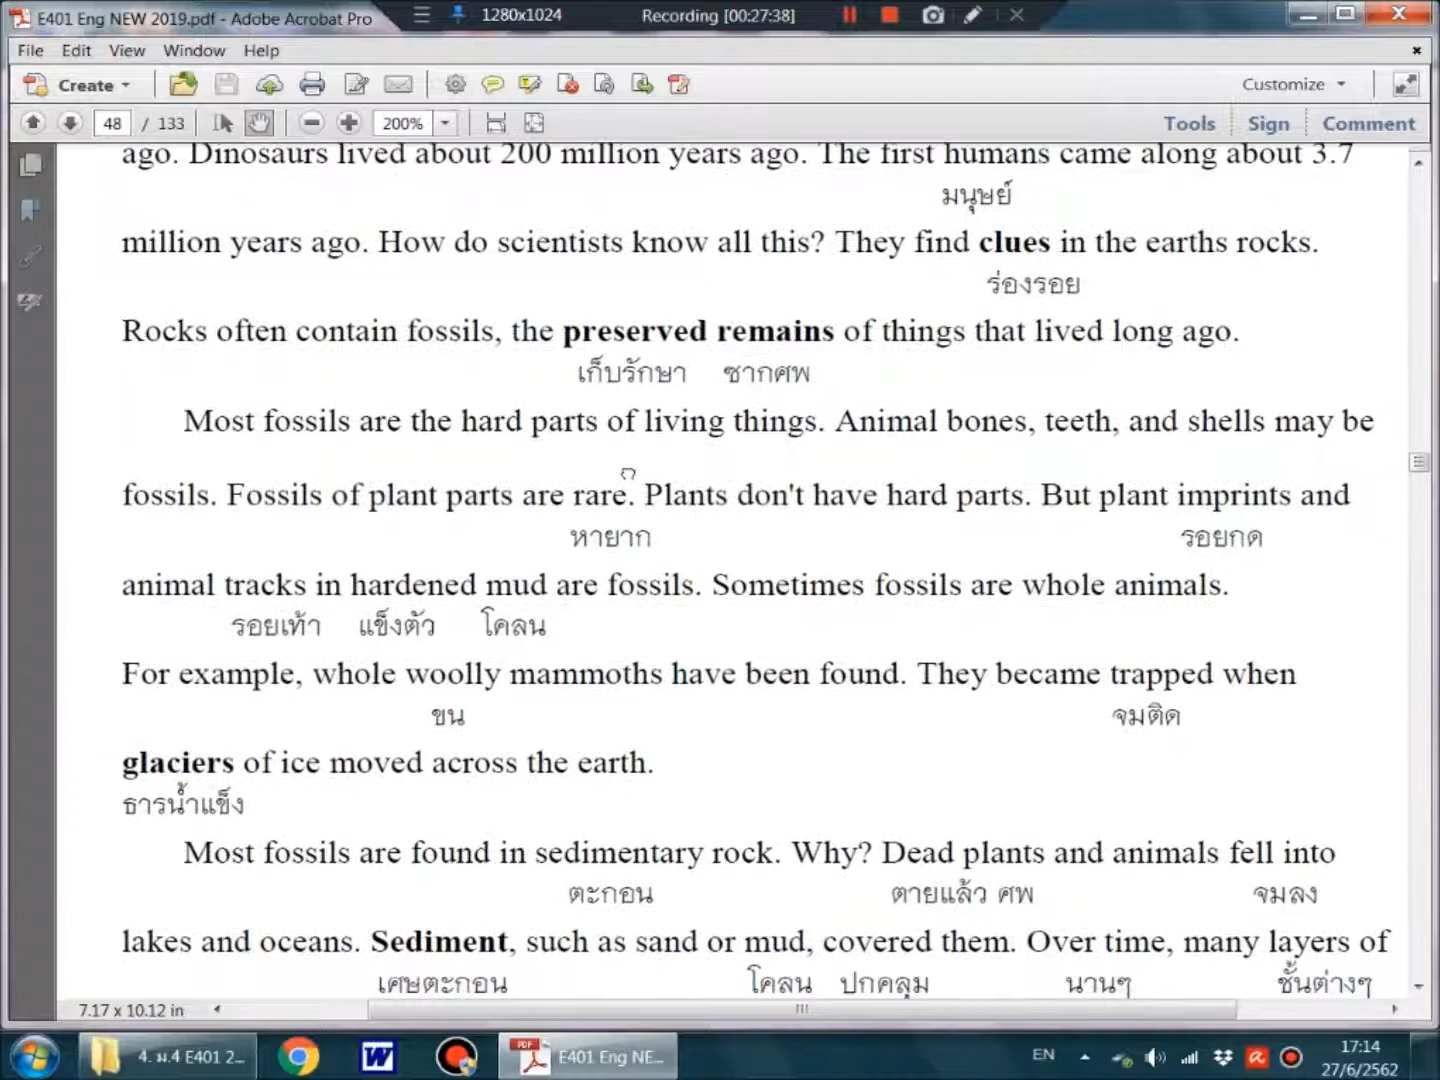 E401 Eng NEW 2019.pdf - Adobe Acrobat Pro
1280x1024
Recording [00:27:38]
File Edit View Window Help
Create
Customize
48 / 133
200%
Tools Sign Comment
ago. Dinosaurs lived about 200 million years ago. The first humans came along about 3.7
มนุษย์
million years ago. How do scientists know all this? They find clues in the earths rocks.
ร่องรอย
Rocks often contain fossils, the preserved remains of things that lived long ago.
เก็บรักษา ซากศพ
Most fossils are the hard parts of living things. Animal bones, teeth, and shells may be
fossils. Fossils of plant parts are rare. Plants don't have hard parts. But plant imprints and
หายาก รอยกด
animal tracks in hardened mud are fossils. Sometimes fossils are whole animals.
รอยเท้า แข็งตัว โคลน
For example, whole woolly mammoths have been found. They became trapped when
ขน จมติด
glaciers of ice moved across the earth.
ธารน้ำแข็ง
Most fossils are found in sedimentary rock. Why? Dead plants and animals fell into
ตะกอน ตายแล้ว ศพ จมลง
lakes and oceans. Sediment, such as sand or mud, covered them. Over time, many layers of
เศษตะกอน โคลน ปกคลุม นานๆ ชั้นต่างๆ
7.17 x 10.12 in
4. ม.4 E401 2...
E401 Eng NE...
EN
17:14
27/6/2562